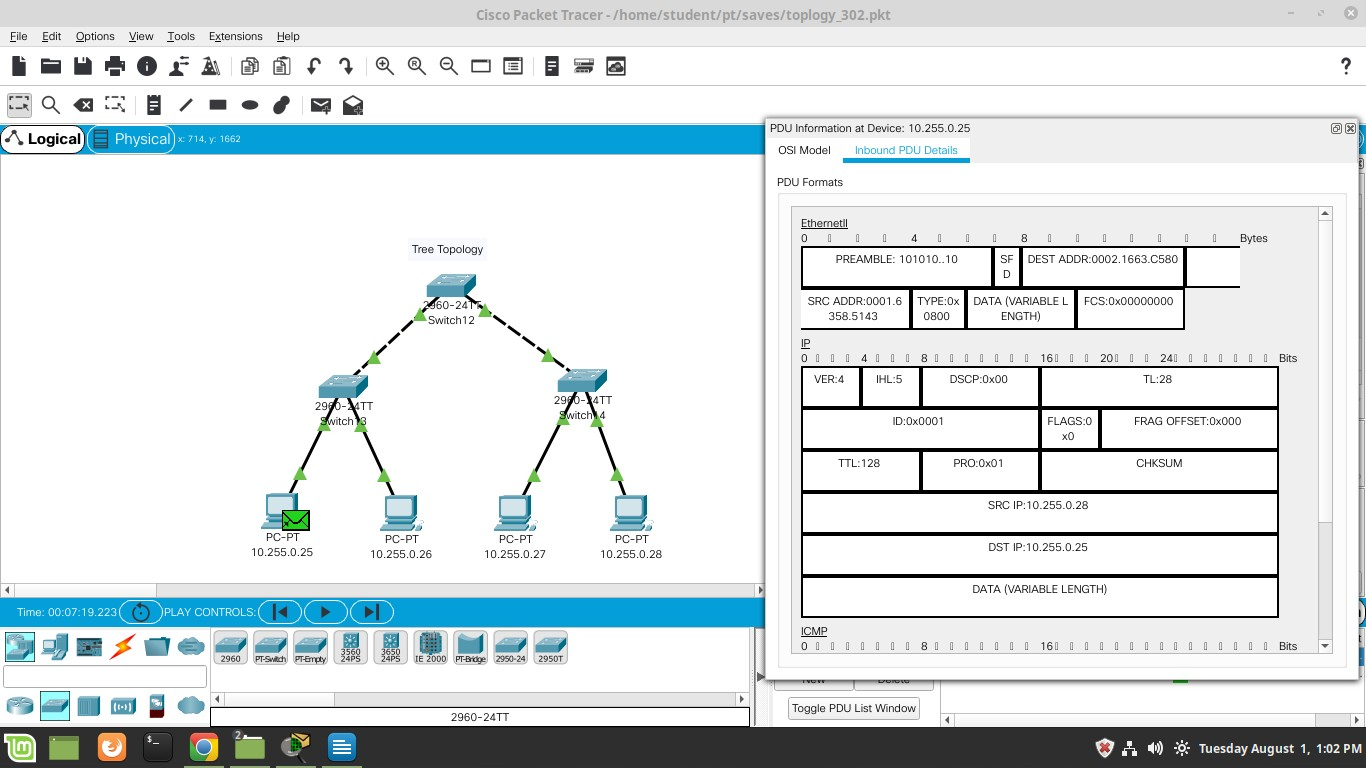 Cisco Packet Tracer - /home/student/pt/saves/toplogy_302.pkt
File Edit Options View Tools Extensions Help
Logical Physical x: 714, y: 1662
Tree Topology
2960-24TT
Switch12
2960-24TT
Switch13
2960-24TT
Switch14
PC-PT
10.255.0.25
PC-PT
10.255.0.26
PC-PT
10.255.0.27
PC-PT
10.255.0.28
PDU Information at Device: 10.255.0.25
OSI Model Inbound PDU Details
PDU Formats
EthernetII
0 4 8 Bytes
PREAMBLE: 101010..10
SF
D
DEST ADDR:0002.1663.C580
SRC ADDR:0001.6
358.5143
TYPE:0x
0800
DATA (VARIABLE L
ENGTH)
FCS:0x00000000
IP
0 4 8 16 20 24 Bits
VER:4 IHL:5 DSCP:0x00 TL:28
ID:0x0001
FLAGS:0
x0
FRAG OFFSET:0x000
TTL:128 PRO:0x01 CHKSUM
SRC IP:10.255.0.28
DST IP:10.255.0.25
DATA (VARIABLE LENGTH)
ICMP
0 8 16 Bits
Time: 00:07:19.223 PLAY CONTROLS:
2960
PT-Switch
PT-Empty
3560
24PS
3650
24PS
IE 2000
PT-Bridge
2950-24
2950T
2960-24TT
New Delete
Toggle PDU List Window
2
Tuesday August 1, 1:02 PM